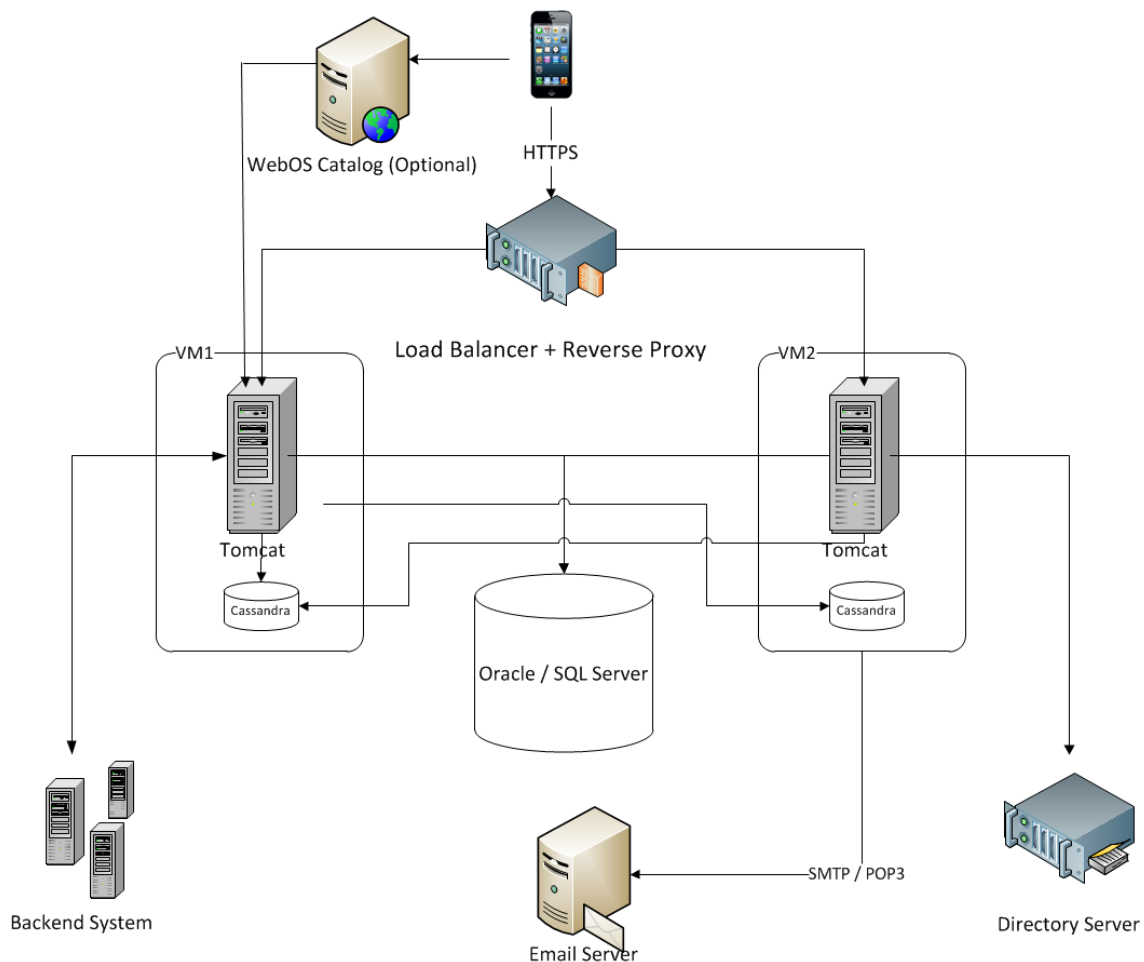 WebOS Catalog (Optional)
HTTPS
Load Balancer + Reverse Proxy
VM1
VM2
Tomcat
Tomcat
Cassandra
Cassandra
Oracle / SQL Server
SMTP / POP3
Backend System
Email Server
Directory Server